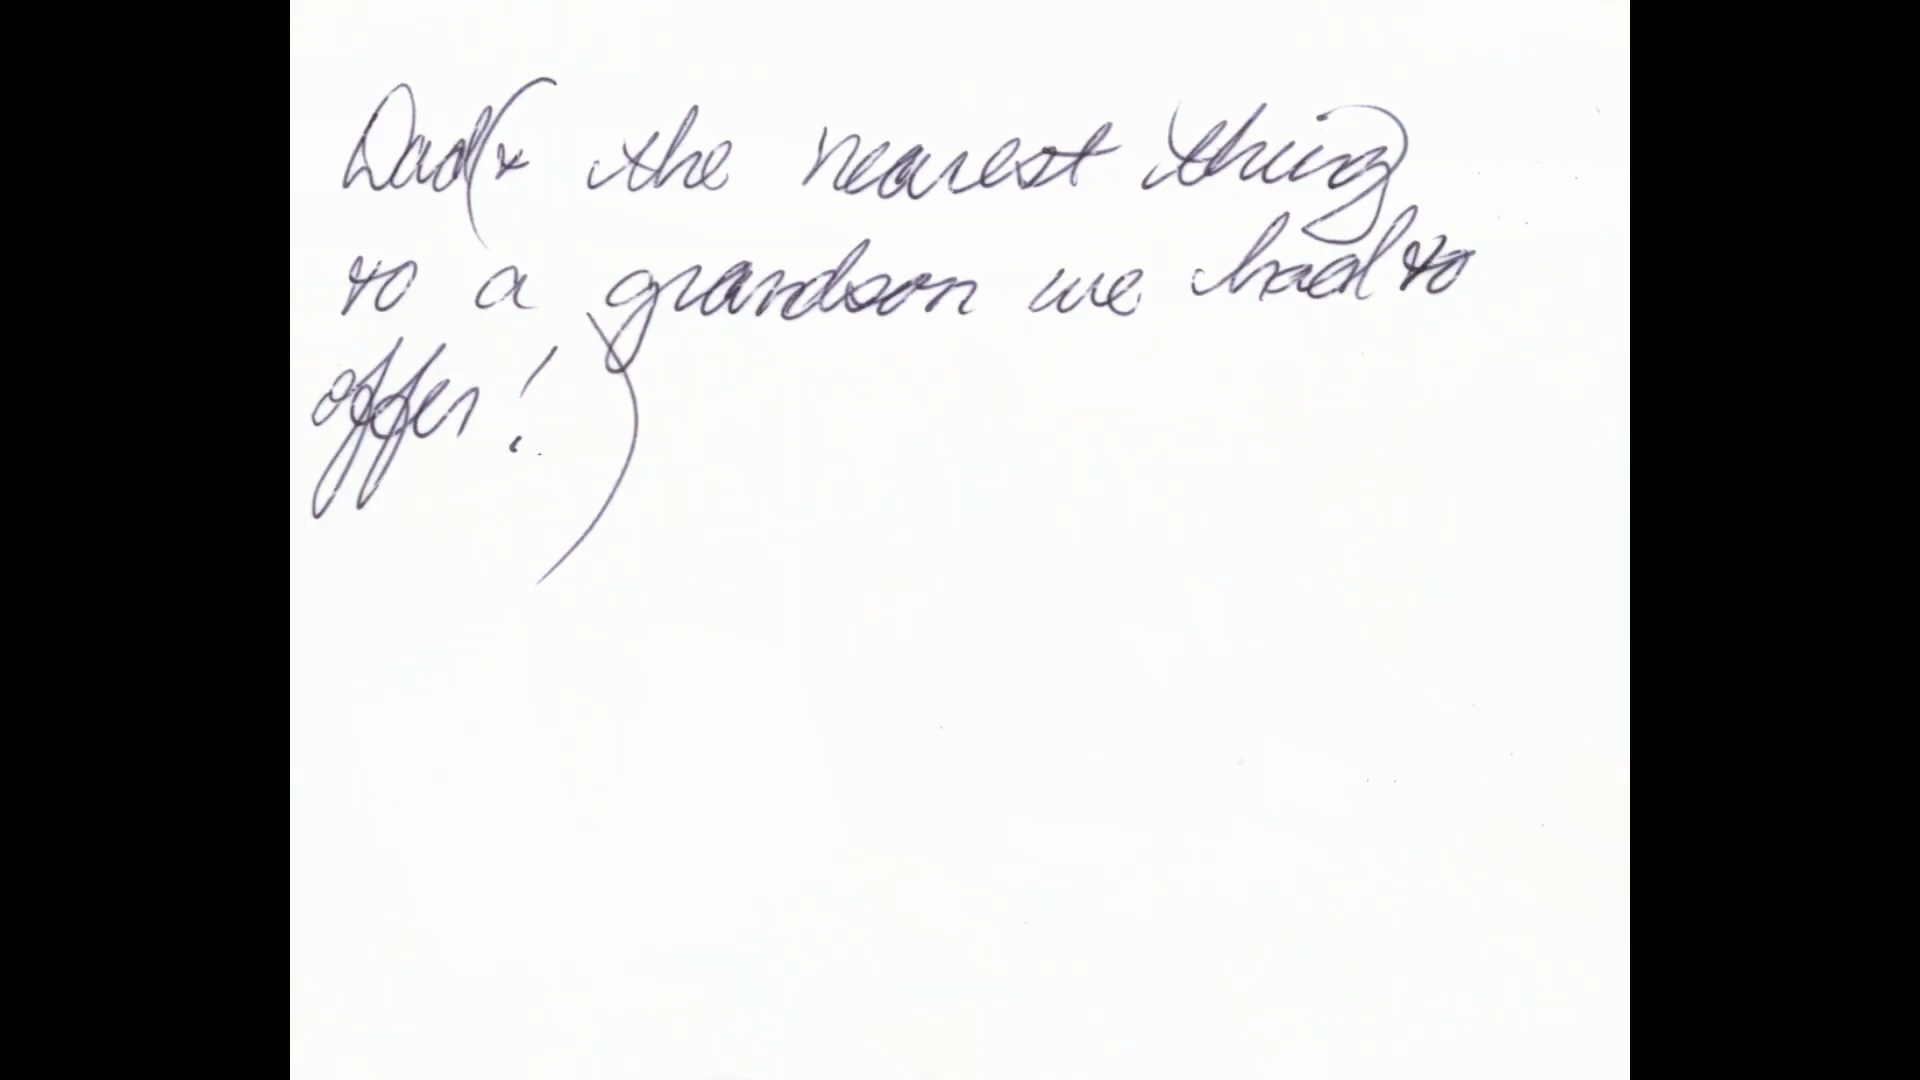 Dad (& the nearest thing
to a grandson we had to
offer!)